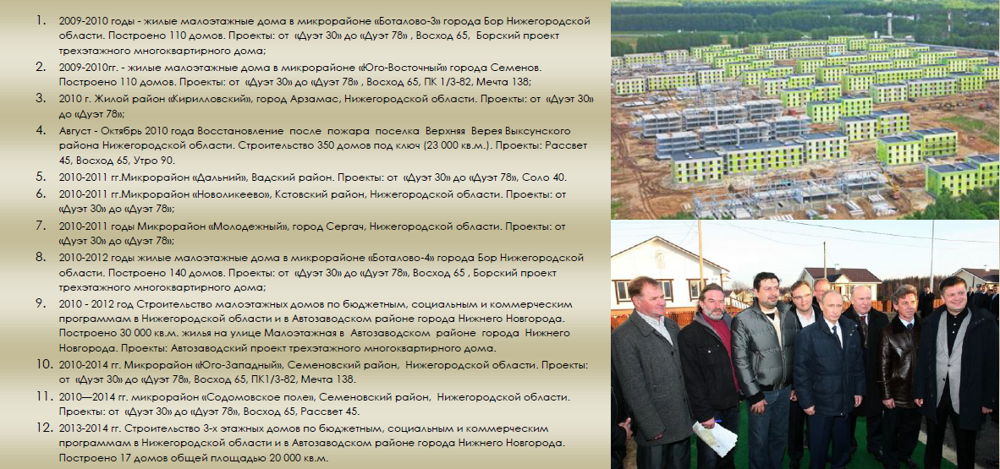 1. 2009-2010 годы - жилые малоэтажные дома в микрорайоне «Боталово-3» города Бор Нижегородской
области. Построено 110 домов. Проекты: от «Дуэт 30» до «Дуэт 78» , Восход 65, Борский проект
трехэтажного многоквартирного дома;
2. 2009-2010гг. - жилые малоэтажные дома в микрорайоне «Юго-Восточный» города Семенов.
Построено 110 домов. Проекты: от «Дуэт 30» до «Дуэт 78» , Восход 65, ПК 1/3-82, Мечта 138;
3. 2010 г. Жилой район «Кирилловский», город Арзамас, Нижегородской области. Проекты: от «Дуэт 30»
до «Дуэт 78»;
4. Август - Октябрь 2010 года Восстановление после пожара поселка Верхняя Верея Выксунского
района Нижегородской области. Строительство 350 домов под ключ (23 000 кв.м.). Проекты: Рассвет
45, Восход 65, Утро 90.
5. 2010-2011 гг.Микрорайон «Дальний», Вадский район. Проекты: от «Дуэт 30» до «Дуэт 78», Соло 40.
6. 2010-2011 гг.Микрорайон «Новоликеево», Кстовский район, Нижегородской области. Проекты: от
«Дуэт 30» до «Дуэт 78»;
7. 2010-2011 годы Микрорайон «Молодежный», город Сергач, Нижегородской области. Проекты: от
«Дуэт 30» до «Дуэт 78»;
8. 2010-2012 годы жилые малоэтажные дома в микрорайоне «Боталово-4» города Бор Нижегородской
области. Построено 140 домов. Проекты: от «Дуэт 30» до «Дуэт 78», Восход 65 , Борский проект
трехэтажного многоквартирного дома;
9. 2010 - 2012 год Строительство малоэтажных домов по бюджетным, социальным и коммерческим
программам в Нижегородской области и в Автозаводском районе города Нижнего Новгорода.
Построено 30 000 кв.м. жилья на улице Малоэтажная в Автозаводском районе города Нижнего
Новгорода. Проекты: Автозаводский проект трехэтажного многоквартирного дома.
10. 2010-2014 гг. Микрорайон «Юго-Западный», Семеновский район, Нижегородской области. Проекты:
от «Дуэт 30» до «Дуэт 78», Восход 65, ПК1/3-82, Мечта 138.
11. 2010—2014 гг. микрорайон «Содомовское поле», Семеновский район, Нижегородской области.
Проекты: от «Дуэт 30» до «Дуэт 78», Восход 65, Рассвет 45.
12. 2013-2014 гг. Строительство 3-х этажных домов по бюджетным, социальным и коммерческим
программам в Нижегородской области и в Автозаводском районе города Нижнего Новгорода.
Построено 17 домов общей площадью 20 000 кв.м.